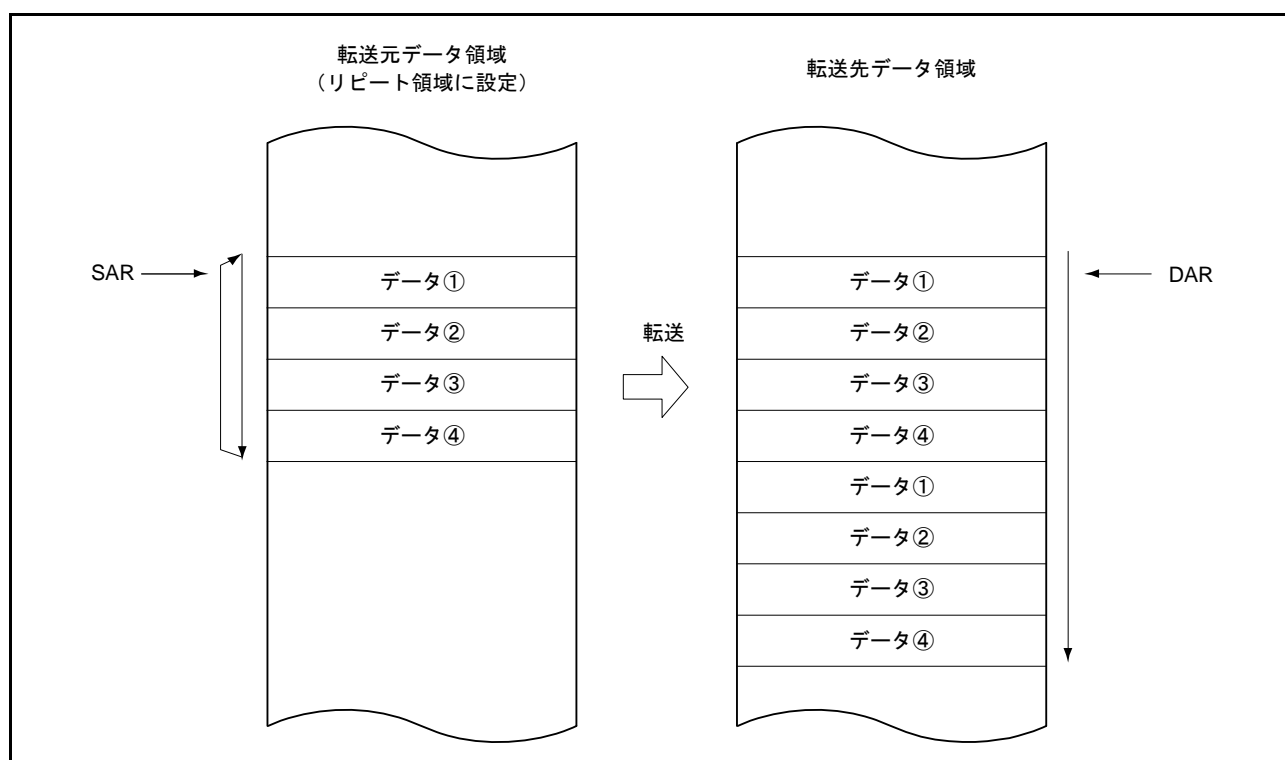 転送元データ領域
（リピート領域に設定）
転送先データ領域
SAR
データ①
データ②
データ③
データ④
転送
データ①
データ②
データ③
データ④
データ①
データ②
データ③
データ④
DAR